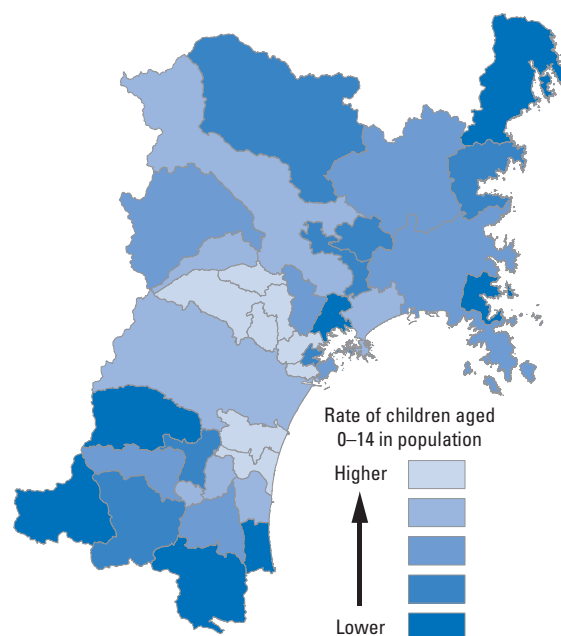 Rate of children aged
0–14 in population
Higher
Lower